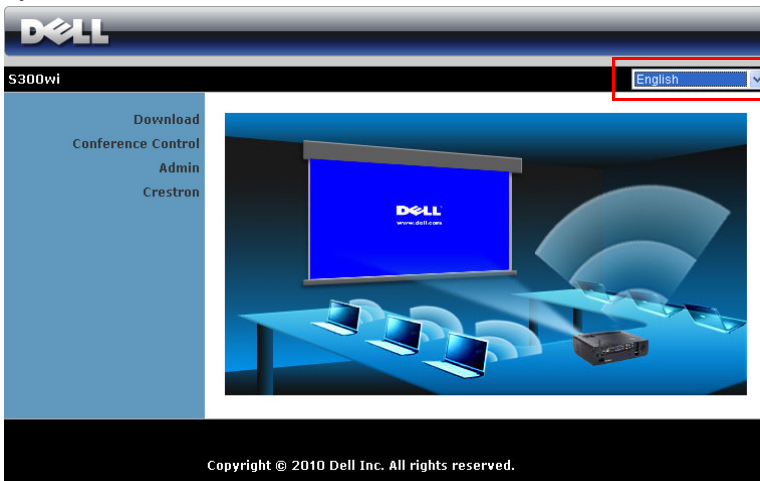 DELL
S300wi
English
Download
Conference Control
Admin
Crestron
DELL
www.dell.com
Copyright © 2010 Dell Inc. All rights reserved.